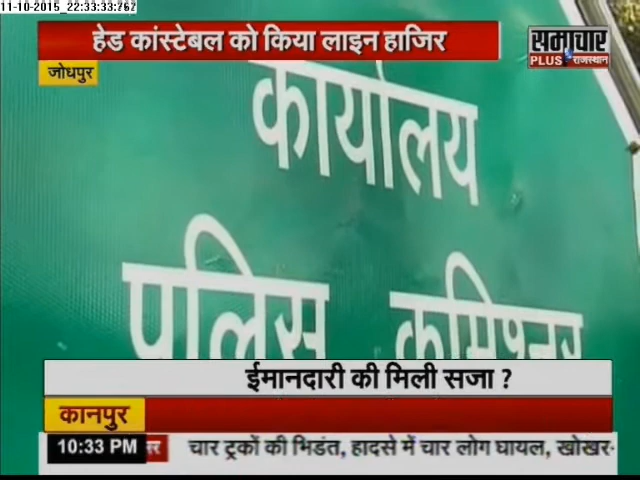 11-10-2015_22:33:33:767
हेड कांस्टेबल को किया लाइन हाजिर
समाचार
PLUS राजस्थान
जोधपुर
कार्यालय
पुलिस कमिश्नर
ईमानदारी की मिली सजा ?
कानपुर
10:33 PM
चार ट्रकों की भिडंत, हादसे में चार लोग घायल, खोखर